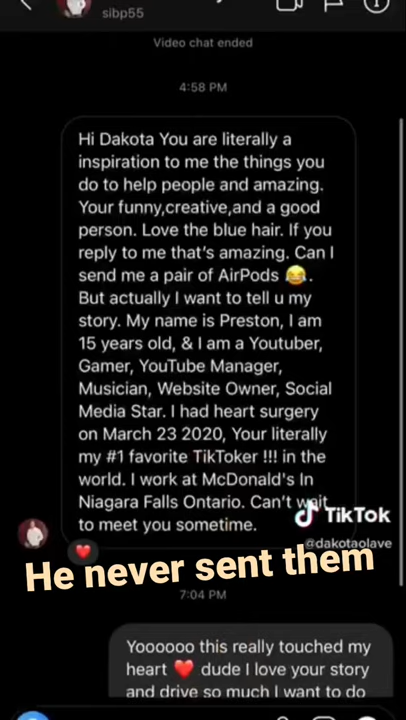 sibp55
Video chat ended
4:58 PM
Hi Dakota You are literally a
inspiration to me the things you
do to help people and amazing.
Your funny,creative,and a good
person. Love the blue hair. If you
reply to me that's amazing. Can I
send me a pair of AirPods 😂.
But actually I want to tell u my
story. My name is Preston, I am
15 years old, & I am a Youtuber,
Gamer, YouTube Manager,
Musician, Website Owner, Social
Media Star. I had heart surgery
on March 23 2020, Your literally
my #1 favorite TikToker !!! in the
world. I work at McDonald's In
Niagara Falls Ontario. Can't wait
to meet you sometime.
TikTok
@dakotaolave
He never sent them
7:04 PM
Yoooooo this really touched my
heart ❤️ dude I love your story
and drive so much I want to do